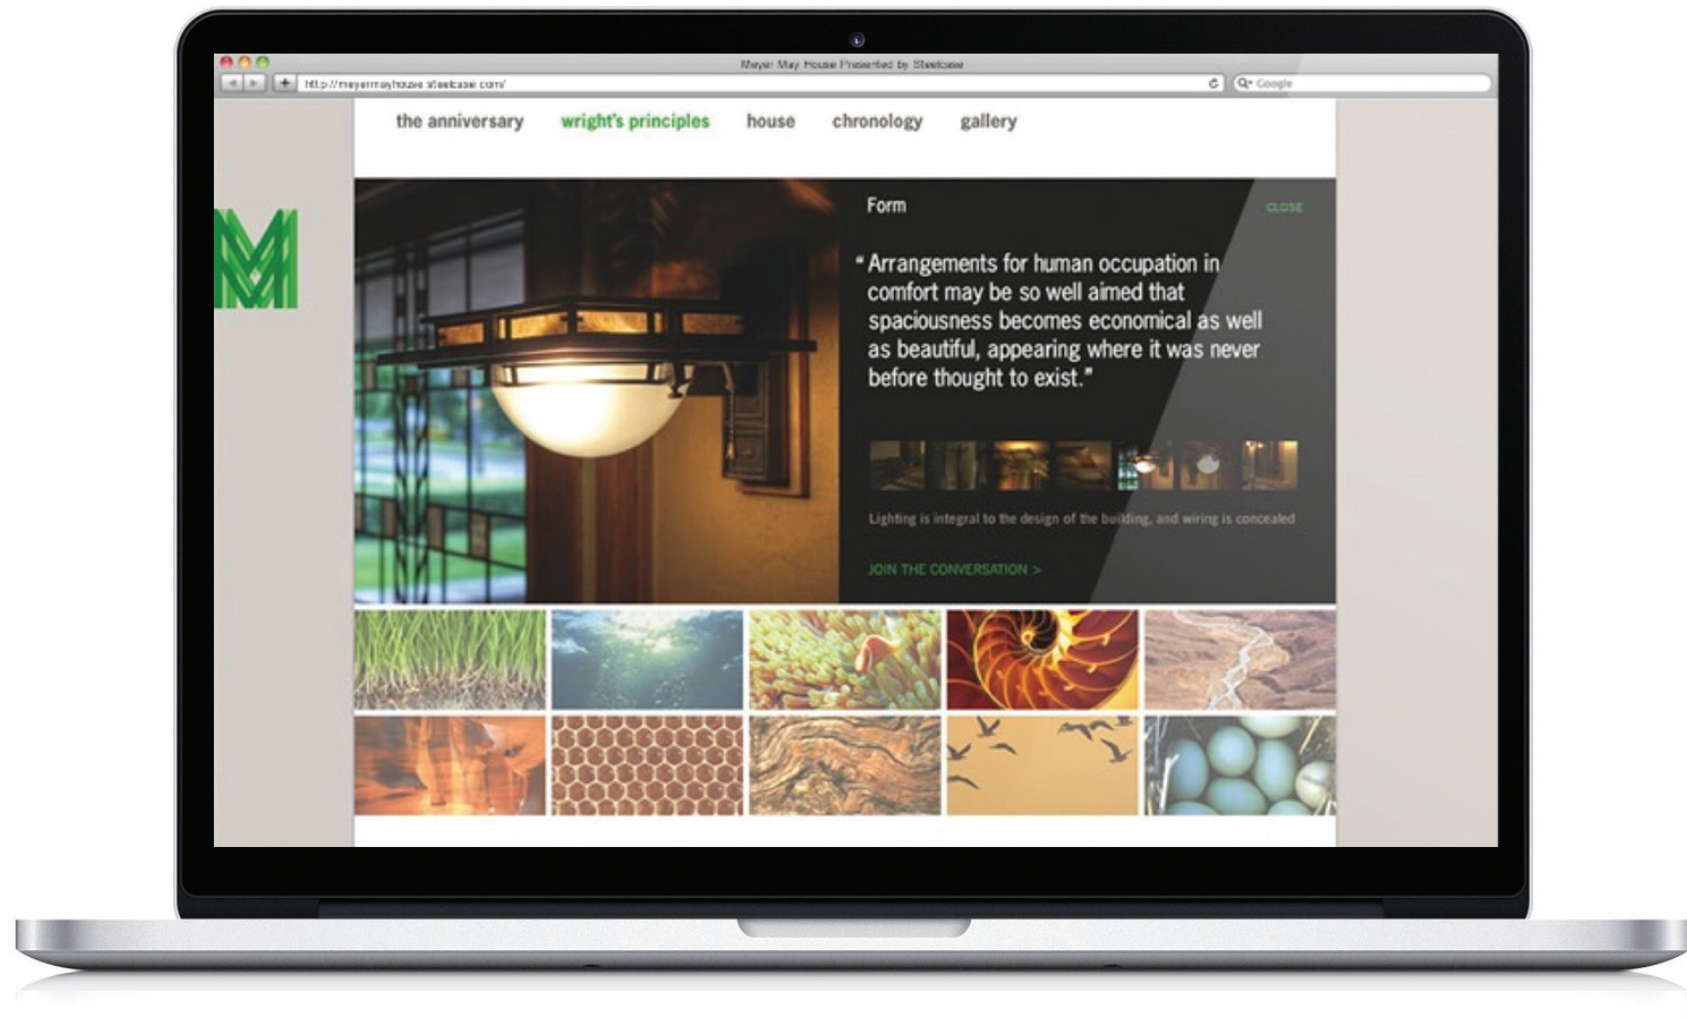 Meyer May House Presented by Steelcase
http://meyermayhouse.steelcase.com/
Google
the anniversary wright's principles house chronology gallery
M
Form
CLOSE
“Arrangements for human occupation in
comfort may be so well aimed that
spaciousness becomes economical as well
as beautiful, appearing where it was never
before thought to exist.”
Lighting is integral to the design of the building, and wiring is concealed
JOIN THE CONVERSATION >